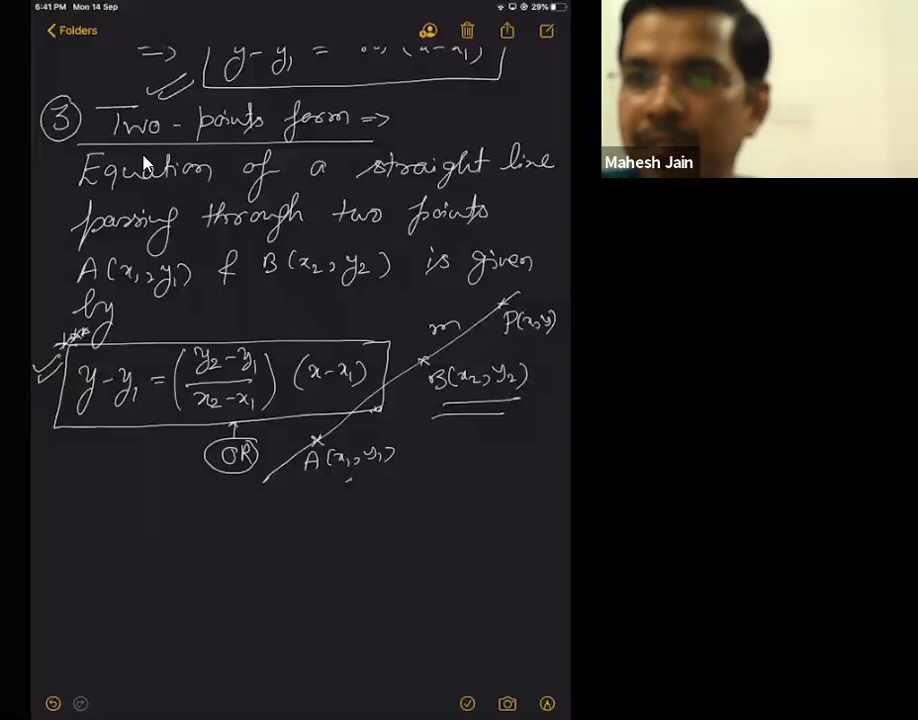 6:41 PM Mon 14 Sep
29%
Folders
=> y-y₁ = (x-x₁)
3 Two-points form =>
Equation of a straight line
passing through two points
A(x₁,y₁) & B(x₂,y₂) is given
by
***
m
P(x,y)
y-y₁ = (y₂-y₁/x₂-x₁) (x-x₁)
B(x₂,y₂)
OR
A(x₁,y₁)
Mahesh Jain